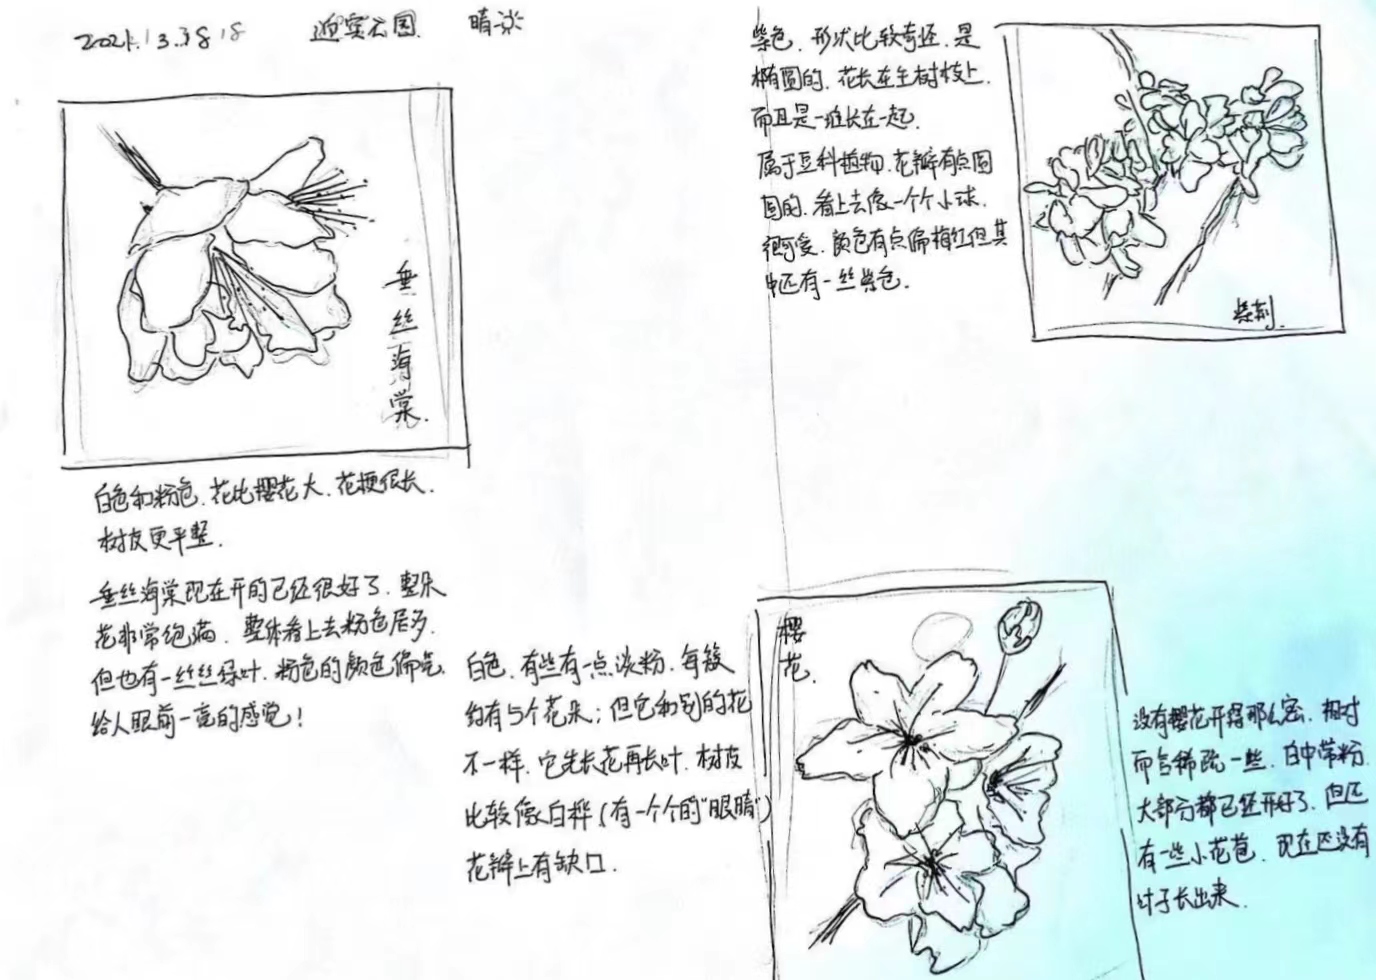 迎宾公园
垂丝海棠
白色和粉色.花比樱花大.花梗很长.
树皮更平整.
垂丝海棠现在开的已经很好了.整朵
花非常饱满.整体看上去粉色居多.
但也有一丝丝绿叶.粉色的颜色偏亮.
给人眼前一亮的感觉!
紫色.形状比较奇怪.是
椭圆的.花长在主树枝上.
而且是一堆长在一起.
属于豆科植物.花瓣有点圆
圆的.看上去像一个个小球.
很可爱.颜色有点偏梅红但其
中还有一丝紫色.
紫荆.
白色.有些有一点淡粉.每簇
约有5个花朵;但它和别的花
不一样.它先长花再长叶.树皮
比较像白桦(有一个个的"眼睛")
花瓣上有缺口.
樱花.
没有樱花开得那么密.相对
而言稀疏一些.白中带粉.
大部分都已经开好了.但还
有一些小花苞.现在还没有
叶子长出来.